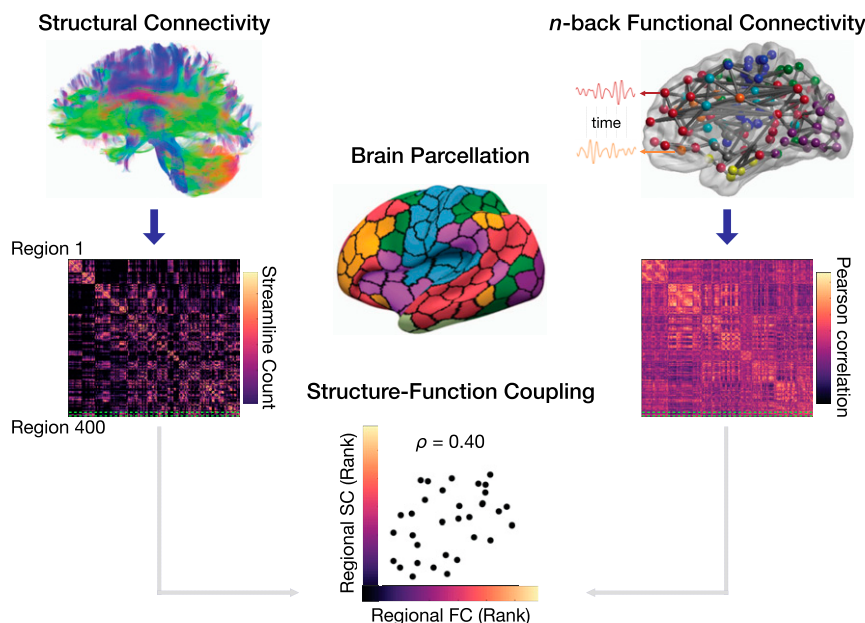 Structural Connectivity
n-back Functional Connectivity
time
Brain Parcellation
Region 1
Streamline Count
Pearson correlation
Structure-Function Coupling
Region 400
ρ = 0.40
Regional SC (Rank)
Regional FC (Rank)